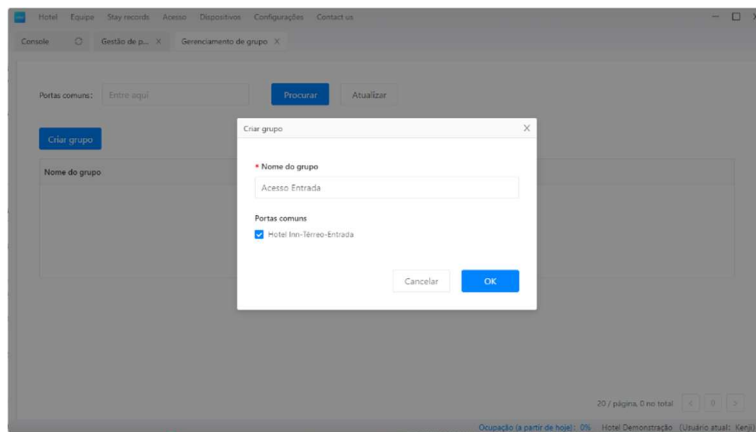 Hotel Equipe Stay records Acesso Dispositivos Configurações Contact us
Console Gestão de p... X Gerenciamento de grupo X
Portas comuns: Entre aqui Procurar Atualizar
Criar grupo
Nome do grupo
Criar grupo X
* Nome do grupo
Acesso Entrada
Portas comuns
Hotel Inn-Térreo-Entrada
Cancelar OK
20 / página, 0 no total < 0 >
Ocupação (a partir de hoje): 0% Hotel Demonstração (Usuário atual: Kenji